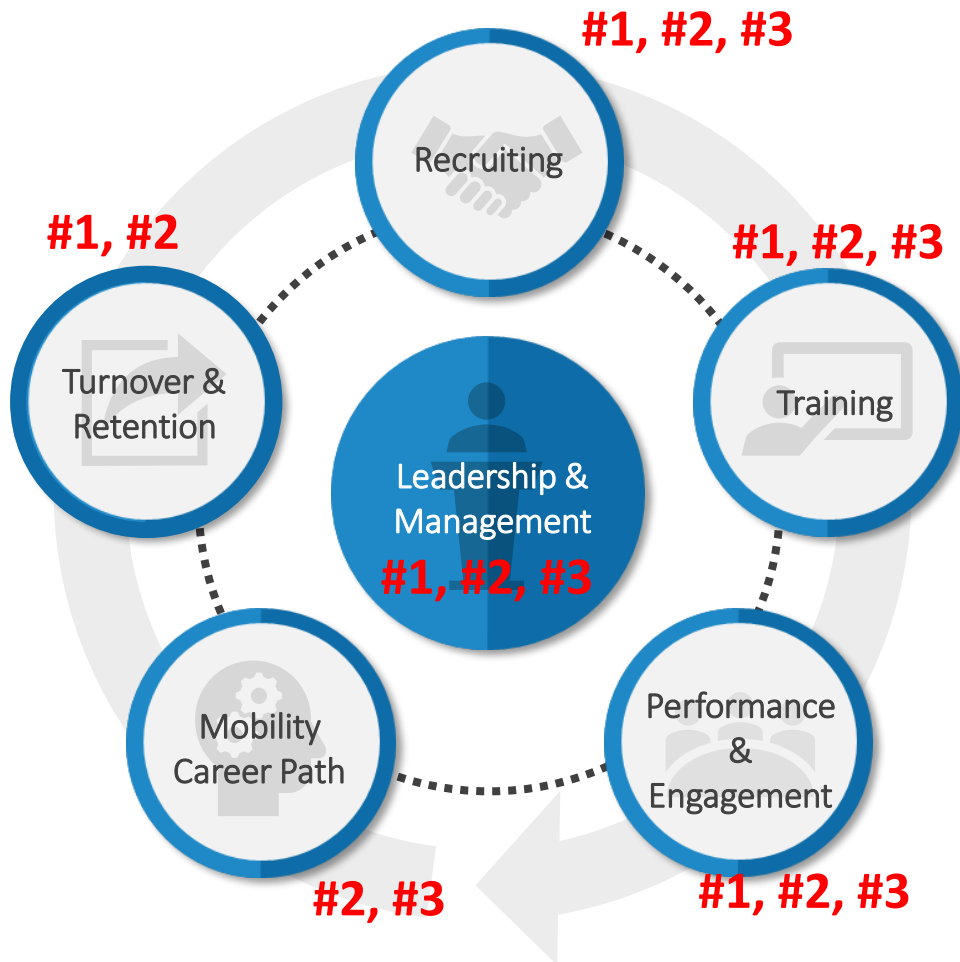 #1, #2, #3
Recruiting
#1, #2
#1, #2, #3
Turnover &
Retention
Training
Leadership &
Management
#1, #2, #3
Mobility
Career Path
#2, #3
Performance
&
Engagement
#1, #2, #3